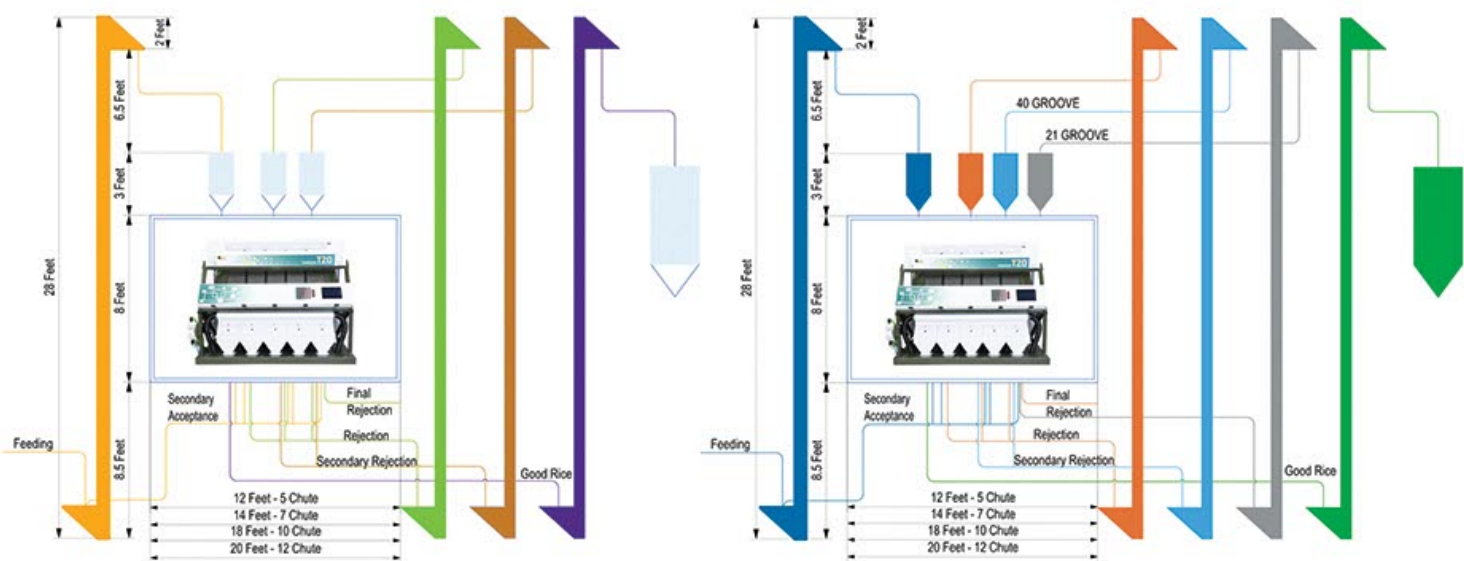 2 Feet
6.5 Feet
3 Feet
28 Feet
8 Feet
T20
Secondary
Acceptance
Final
Rejection
Rejection
Feeding
8.5 Feet
Secondary Rejection
Good Rice
12 Feet - 5 Chute
14 Feet - 7 Chute
18 Feet - 10 Chute
20 Feet - 12 Chute
2 Feet
6.5 Feet
40 GROOVE
21 GROOVE
3 Feet
28 Feet
8 Feet
T20
Secondary
Acceptance
Final
Rejection
Rejection
Feeding
8.5 Feet
Secondary Rejection
Good Rice
12 Feet - 5 Chute
14 Feet - 7 Chute
18 Feet - 10 Chute
20 Feet - 12 Chute